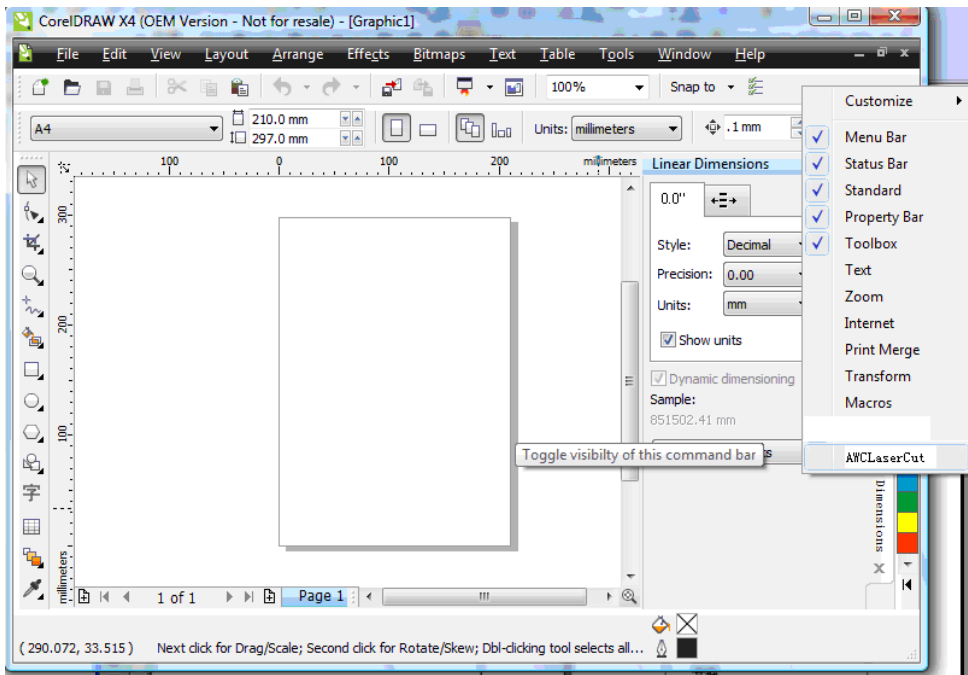 CorelDRAW X4 (OEM Version - Not for resale) - [Graphic1]
File Edit View Layout Arrange Effects Bitmaps Text Table Tools Window Help
100% Snap to
A4 210.0 mm 297.0 mm Units: millimeters .1 mm
Customize
Menu Bar
Status Bar
Standard
Property Bar
Toolbox
Text
Zoom
Internet
Print Merge
Transform
Macros
AWCLaserCut
100 0 100 200 millimeters
300
200
100
millimeters
字
Linear Dimensions
0.0"
Style: Decimal
Precision: 0.00
Units: mm
Show units
Dynamic dimensioning
Sample:
851502.41 mm
Toggle visibilty of this command bar
Dimensions
1 of 1 Page 1
(290.072, 33.515) Next click for Drag/Scale; Second click for Rotate/Skew; Dbl-clicking tool selects all...